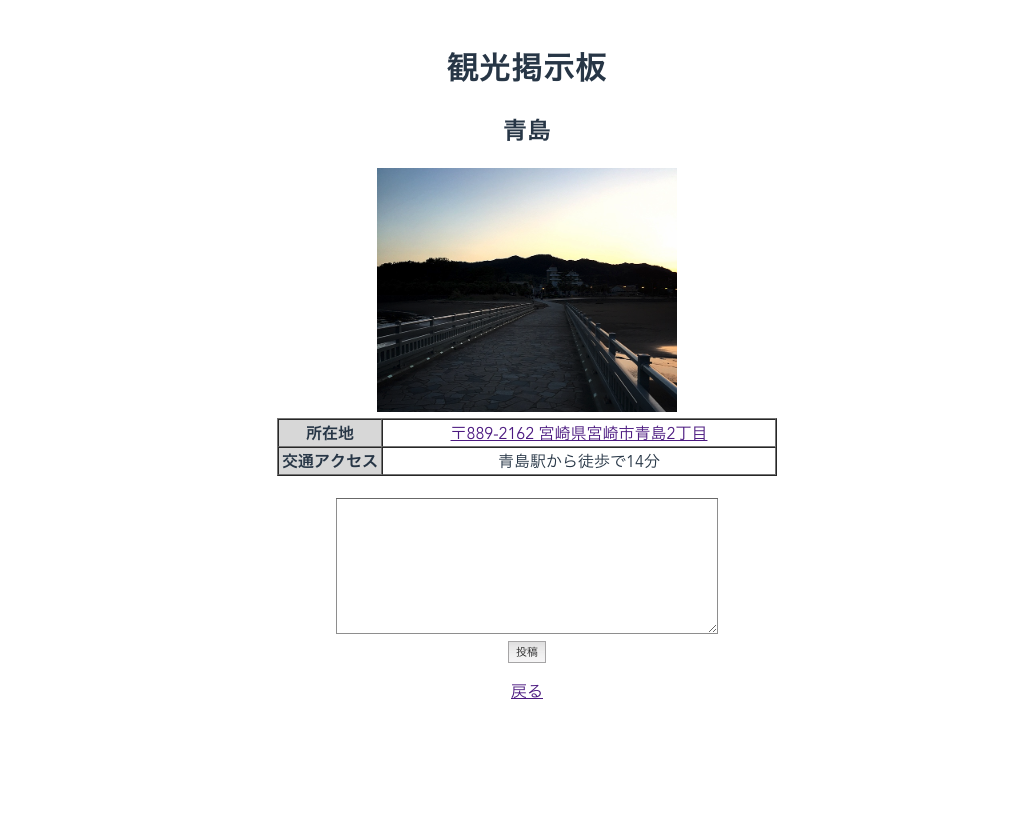 観光掲示板
青島
所在地 〒889-2162 宮崎県宮崎市青島2丁目
交通アクセス 青島駅から徒歩で14分
投稿
戻る